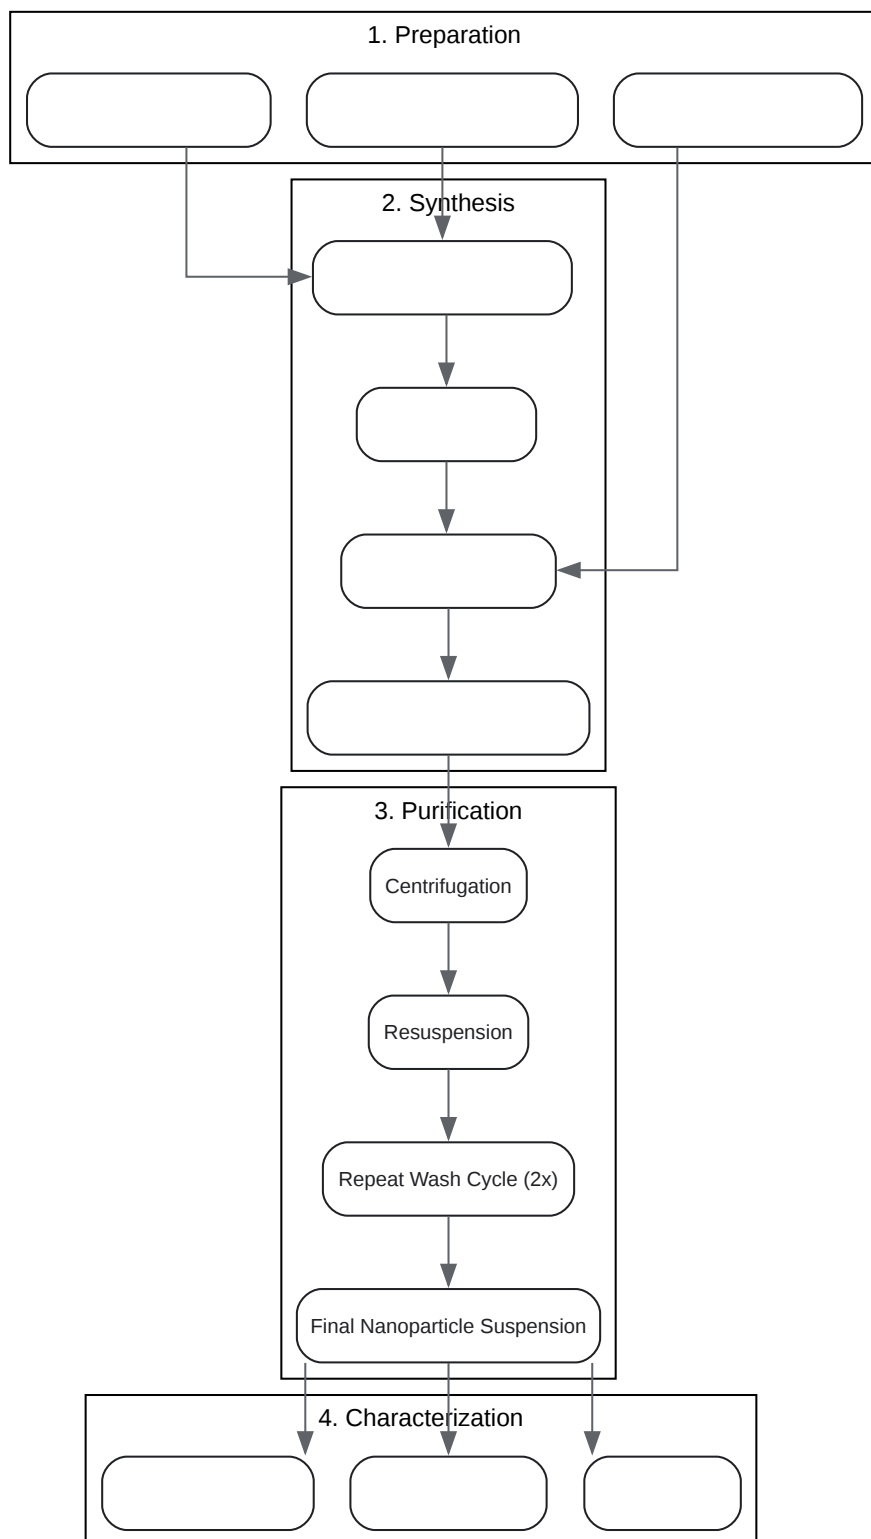 1. Preparation
2. Synthesis
3. Purification
Centrifugation
Resuspension
Repeat Wash Cycle (2x)
Final Nanoparticle Suspension
4. Characterization